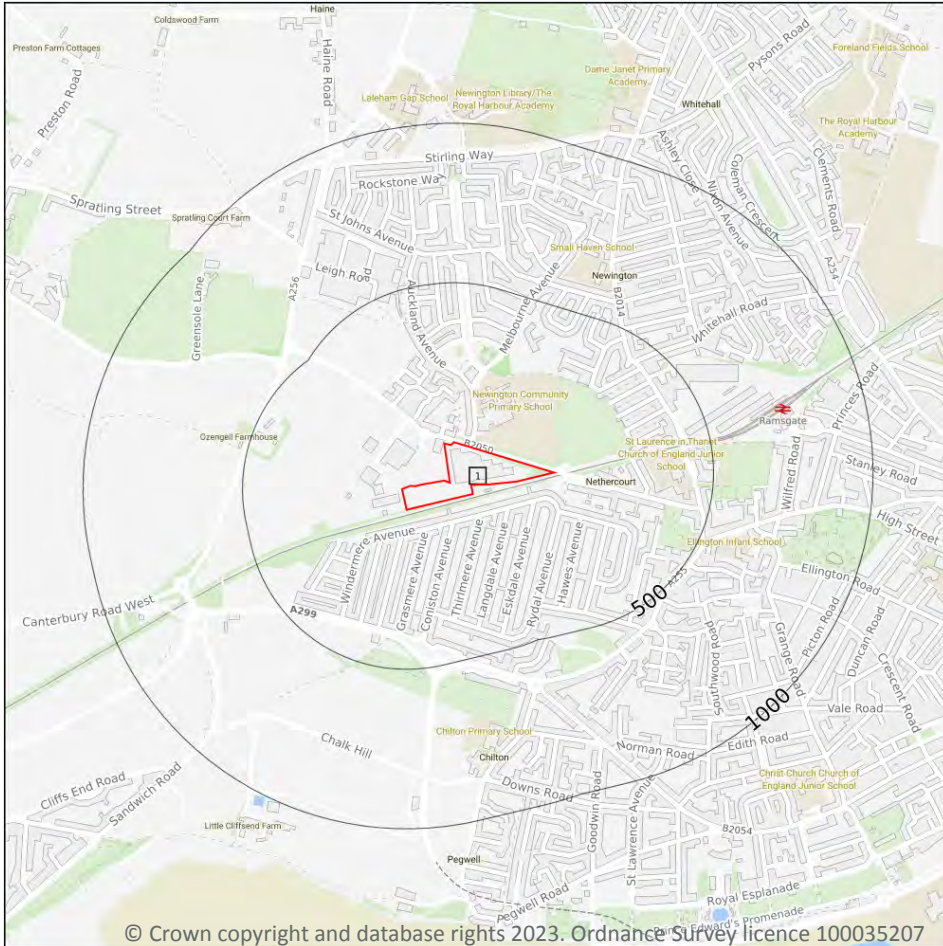 Haine
Coldswood Farm
Preston Farm Cottages
Preston Road
Haine Road
Pysons Road
Foreland Fields School
Dame Janet Primary
Academy
Laleham Gap School
Newington Library/The
Royal Harbour Academy
Whitehall
The Royal Harbour
Academy
Stirling Way
Rockstone Way
Ashley Close
Nixon Avenue
Coleman Crescent
Clements Road
Spratling Street
Spratling Court Farm
St Johns Avenue
Leigh Road
Small Haven School
Newington
A254
A256
B2014
Greensole Lane
Auckland Avenue
Melbourne Avenue
Whitehall Road
Newington Community
Primary School
Princes Road
Ramsgate
Ozengell Farmhouse
B2050
1
St Laurence in Thanet
Church of England Junior
School
Nethercourt
Wilfred Road
Stanley Road
High Street
Ellington Infant School
Windermere Avenue
Grasmere Avenue
Coniston Avenue
Thirlmere Avenue
Langdale Avenue
Eskdale Avenue
Rydal Avenue
Hawes Avenue
A255
500
Ellington Road
Canterbury Road West
A299
Southwood Road
Grange Road
Picton Road
Duncan Road
Crescent Road
1000
Vale Road
Chilton Primary School
Chalk Hill
Chilton
Norman Road
Edith Road
Cliffs End Road
Sandwich Road
Downs Road
Christ Church Church of
England Junior School
Goodwin Road
St Lawrence Avenue
Little Cliffsend Farm
B2054
Pegwell
Pegwell Road
Royal Esplanade
Prince Edward's Promenade
© Crown copyright and database rights 2023. Ordnance Survey licence 100035207